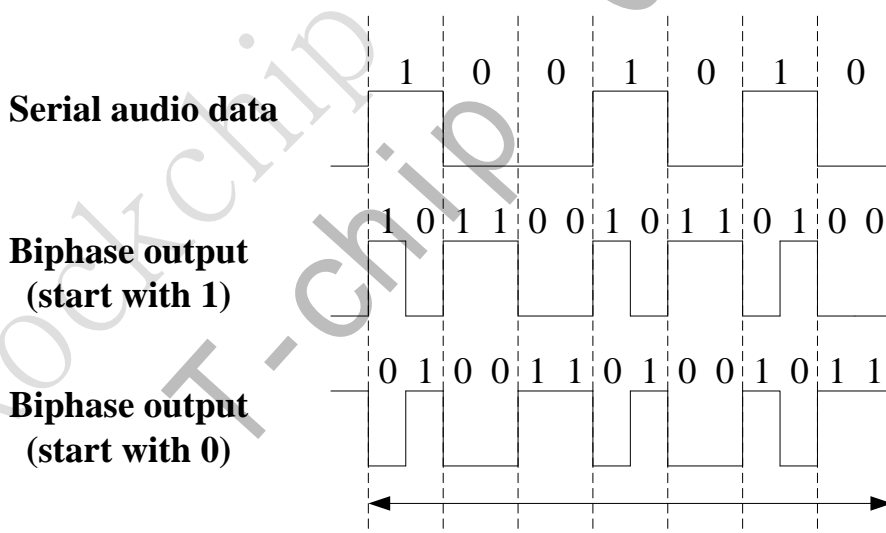 1 0 0 1 0 1 0
Serial audio data
1 0 1 1 0 0 1 0 1 1 0 1 0 0
Biphase output
(start with 1)
0 1 0 0 1 1 0 1 0 0 1 0 1 1
Biphase output
(start with 0)
ockchip
T-chip